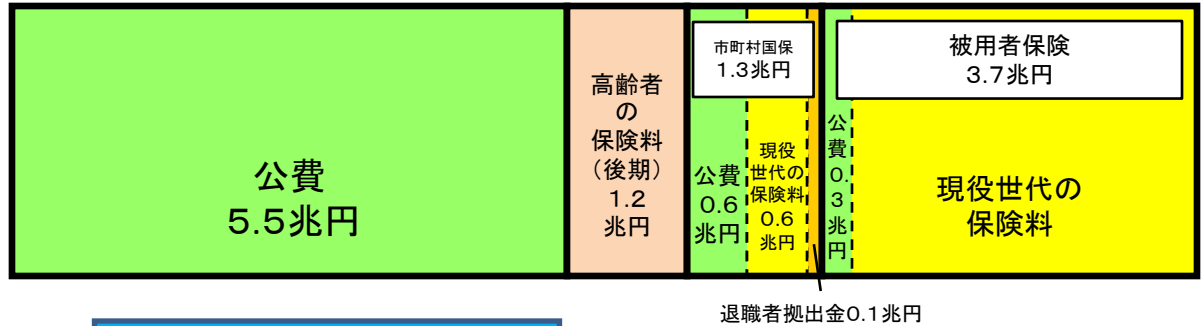 公費
5.5兆円
高齢者
の
保険料
（後期）
1.2
兆円
市町村国保
1.3兆円
公費
0.6
兆円
現役
世代の
保険料
0.6
兆円
被用者保険
3.7兆円
公
費
0.
3
兆
円
現役世代の
保険料
退職者拠出金0.1兆円